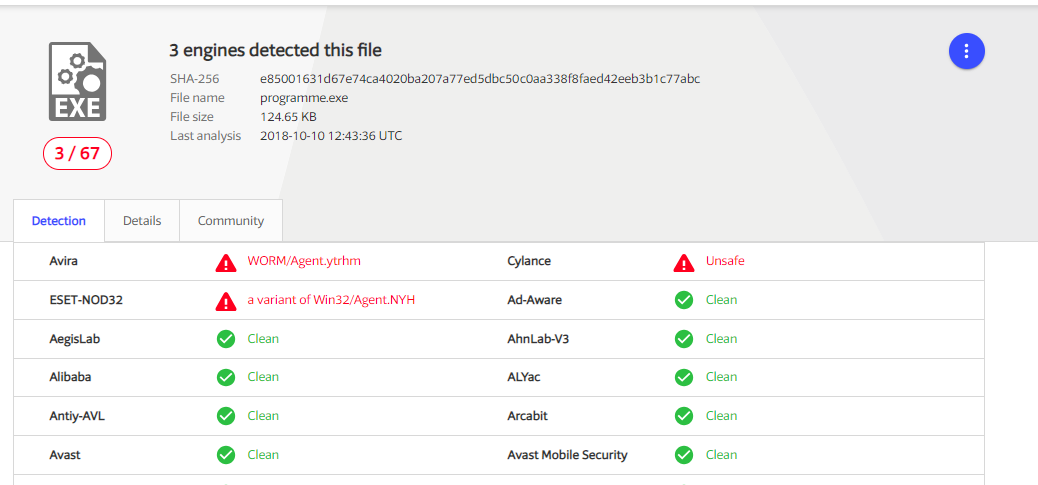 3 engines detected this file
SHA-256 e85001631d67e74ca4020ba207a77ed5dbc50c0aa338f8faed42eeb3b1c77abc
File name programme.exe
File size 124.65 KB
Last analysis 2018-10-10 12:43:36 UTC
EXE
3 / 67
Detection Details Community
Avira WORM/Agent.ytrhm Cylance Unsafe
ESET-NOD32 a variant of Win32/Agent.NYH Ad-Aware Clean
AegisLab Clean AhnLab-V3 Clean
Alibaba Clean ALYac Clean
Antiy-AVL Clean Arcabit Clean
Avast Clean Avast Mobile Security Clean